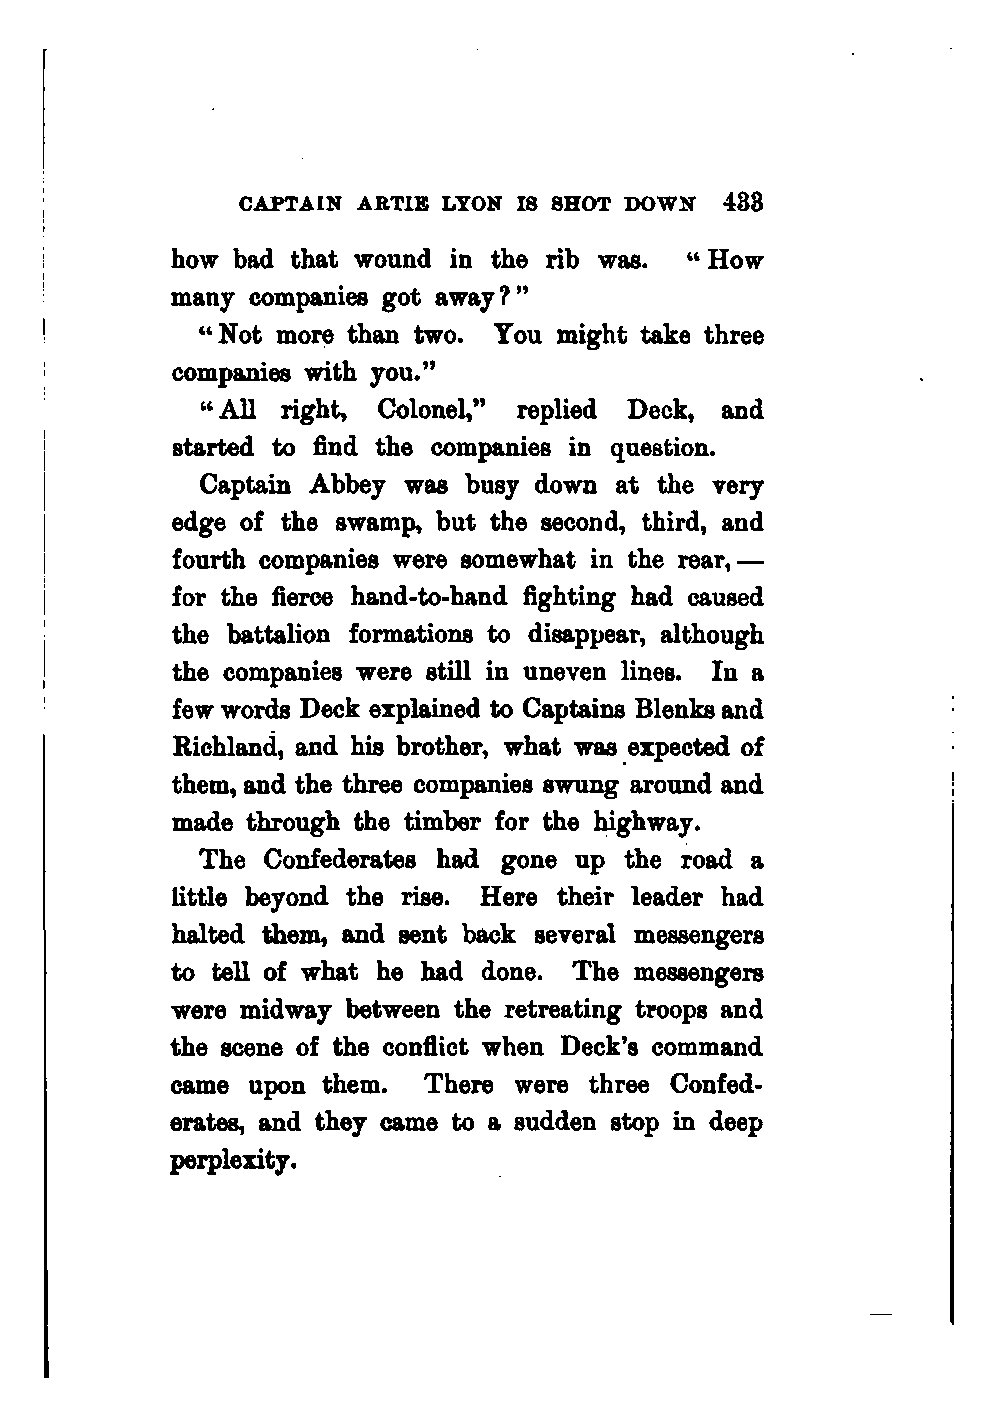 CAPTAIN ARTIE LYON IS SHOT DOWN 433
how bad that wound in the rib was. "How
many companies got away?"
"Not more than two. You might take three
companies with you."
"All right, Colonel," replied Deck, and
started to find the companies in question.
Captain Abbey was busy down at the very
edge of the swamp, but the second, third, and
fourth companies were somewhat in the rear,—
for the fierce hand-to-hand fighting had caused
the battalion formations to disappear, although
the companies were still in uneven lines. In a
few words Deck explained to Captains Blenks and
Richland, and his brother, what was expected of
them, and the three companies swung around and
made through the timber for the highway.
The Confederates had gone up the road a
little beyond the rise. Here their leader had
halted them, and sent back several messengers
to tell of what he had done. The messengers
were midway between the retreating troops and
the scene of the conflict when Deck's command
came upon them. There were three Confed-
erates, and they came to a sudden stop in deep
perplexity.